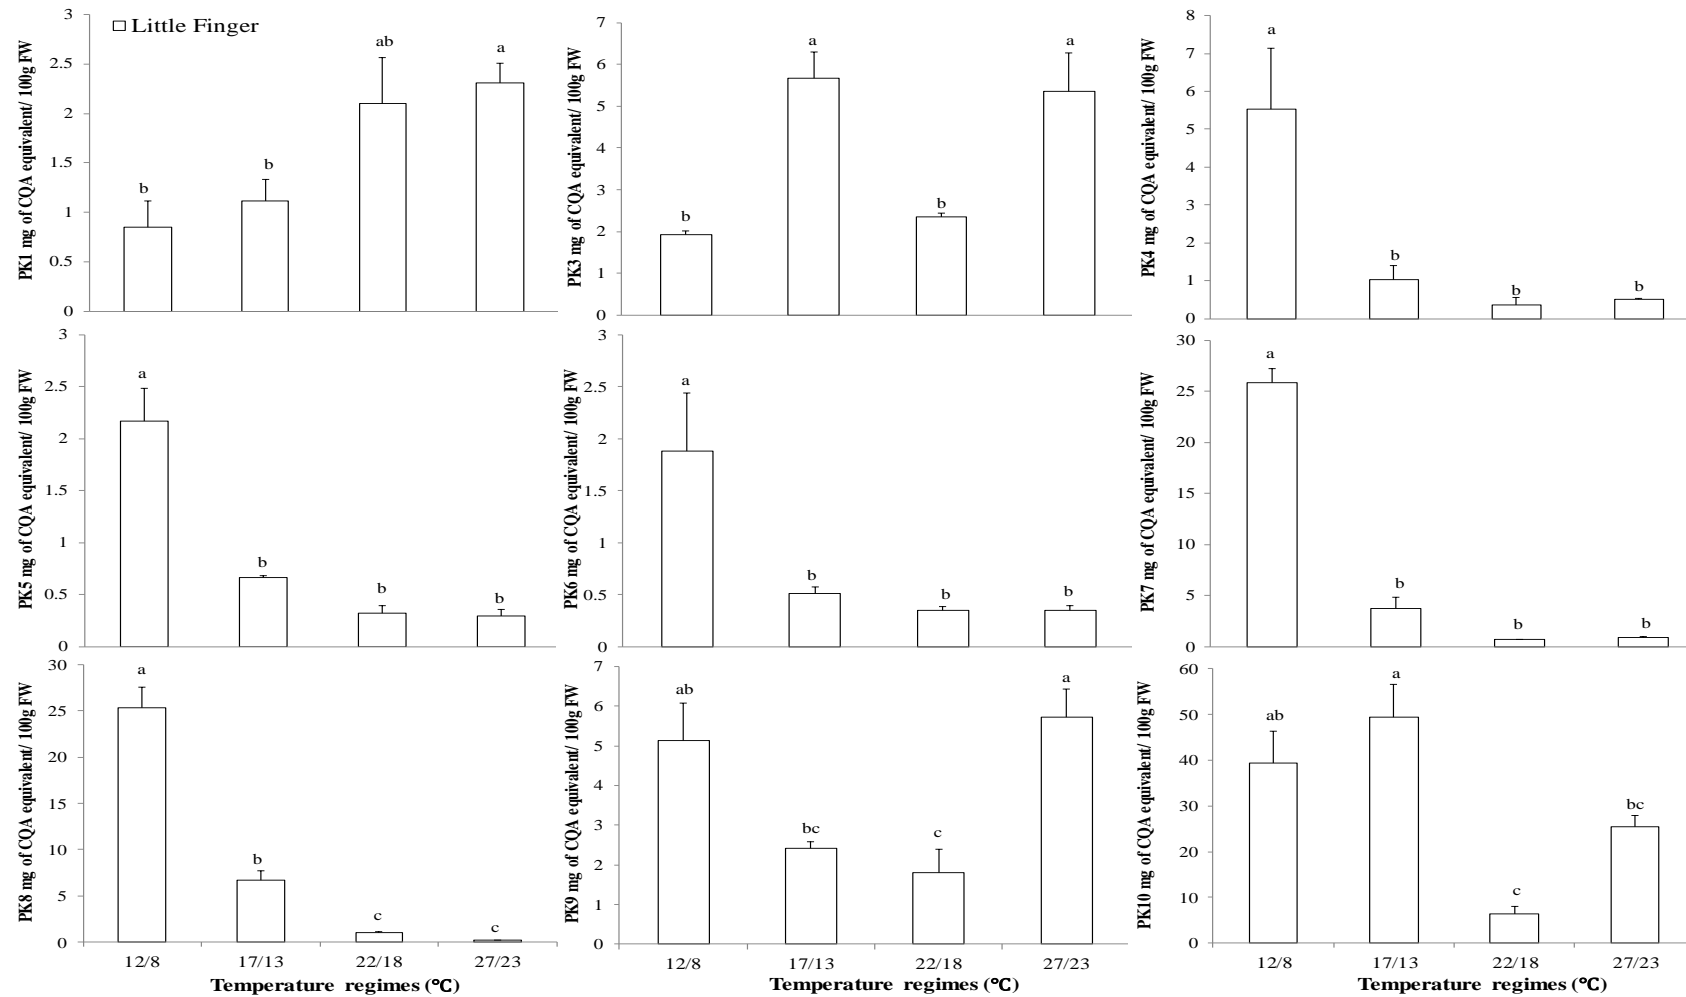 Little Finger
PK1 mg of CQA equivalent/ 100g FW
3
2.5
2
1.5
1
0.5
0
b
b
ab
a
PK3 mg of CQA equivalent/ 100g FW
7
6
5
4
3
2
1
0
b
a
b
a
PK4 mg of CQA equivalent/ 100g FW
8
7
6
5
4
3
2
1
0
a
b
b
b
PK5 mg of CQA equivalent/ 100g FW
3
2.5
2
1.5
1
0.5
0
a
b
b
b
PK6 mg of CQA equivalent/ 100g FW
3
2.5
2
1.5
1
0.5
0
a
b
b
b
PK7 mg of CQA equivalent/ 100g FW
30
25
20
15
10
5
0
a
b
b
b
PK8 mg of CQA equivalent/ 100g FW
30
25
20
15
10
5
0
a
b
c
c
12/8 17/13 22/18 27/23
Temperature regimes (℃)
PK9 mg of CQA equivalent/ 100g FW
7
6
5
4
3
2
1
0
ab
bc
c
a
12/8 17/13 22/18 27/23
Temperature regimes (℃)
PK10 mg of CQA equivalent/ 100g FW
60
50
40
30
20
10
0
ab
a
c
bc
12/8 17/13 22/18 27/23
Temperature regimes (℃)